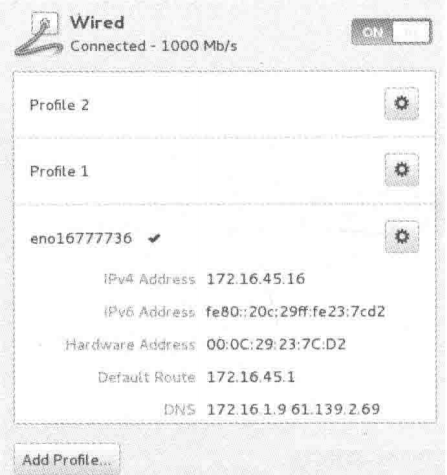 Wired
Connected - 1000 Mb/s
ON
Profile 2
Profile 1
eno16777736 ✔
IPv4 Address 172.16.45.16
IPv6 Address fe80::20c:29ff:fe23:7cd2
Hardware Address 00:0C:29:23:7C:D2
Default Route 172.16.45.1
DNS 172.16.1.9 61.139.2.69
Add Profile...